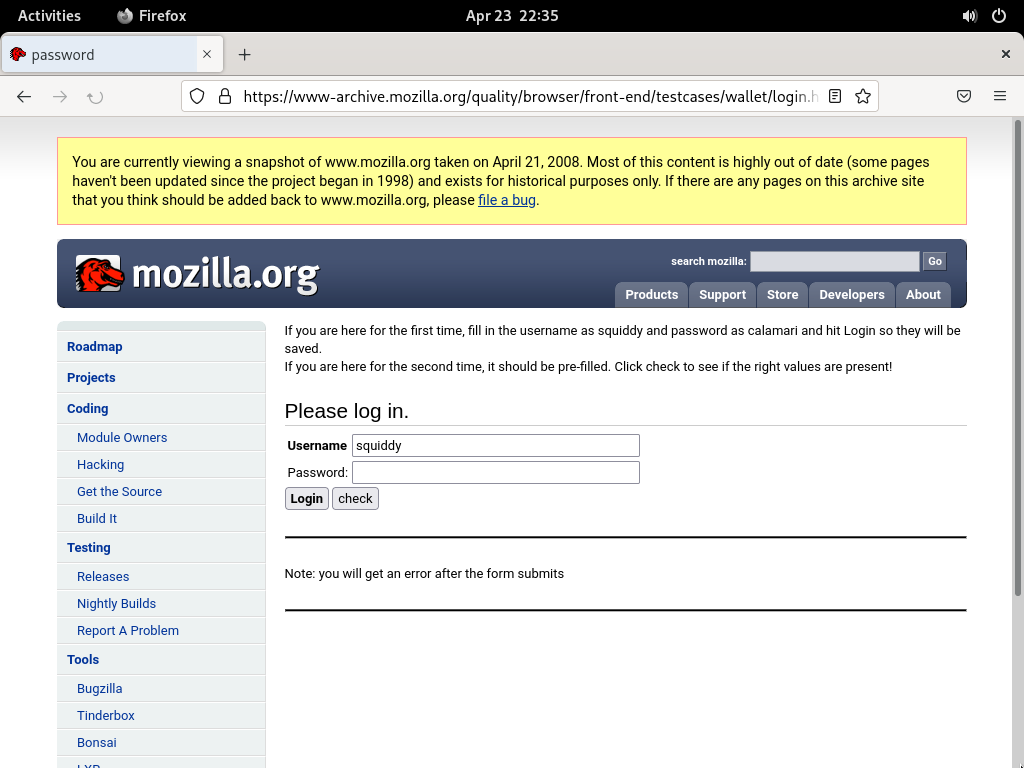 Activities
Firefox
Apr 23 22:35
password
https://www-archive.mozilla.org/quality/browser/front-end/testcases/wallet/login.h
You are currently viewing a snapshot of www.mozilla.org taken on April 21, 2008. Most of this content is highly out of date (some pages
haven't been updated since the project began in 1998) and exists for historical purposes only. If there are any pages on this archive site
that you think should be added back to www.mozilla.org, please file a bug.
mozilla.org
search mozilla:
Go
Products
Support
Store
Developers
About
Roadmap
Projects
Coding
Module Owners
Hacking
Get the Source
Build It
Testing
Releases
Nightly Builds
Report A Problem
Tools
Bugzilla
Tinderbox
Bonsai
LXR
If you are here for the first time, fill in the username as squiddy and password as calamari and hit Login so they will be
saved.
If you are here for the second time, it should be pre-filled. Click check to see if the right values are present!
Please log in.
Username squiddy
Password:
Login check
Note: you will get an error after the form submits